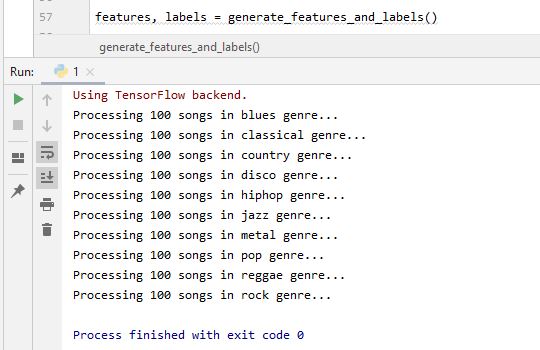 57 features, labels = generate_features_and_labels()
generate_features_and_labels()
Run: 1
Using TensorFlow backend.
Processing 100 songs in blues genre...
Processing 100 songs in classical genre...
Processing 100 songs in country genre...
Processing 100 songs in disco genre...
Processing 100 songs in hiphop genre...
Processing 100 songs in jazz genre...
Processing 100 songs in metal genre...
Processing 100 songs in pop genre...
Processing 100 songs in reggae genre...
Processing 100 songs in rock genre...
Process finished with exit code 0